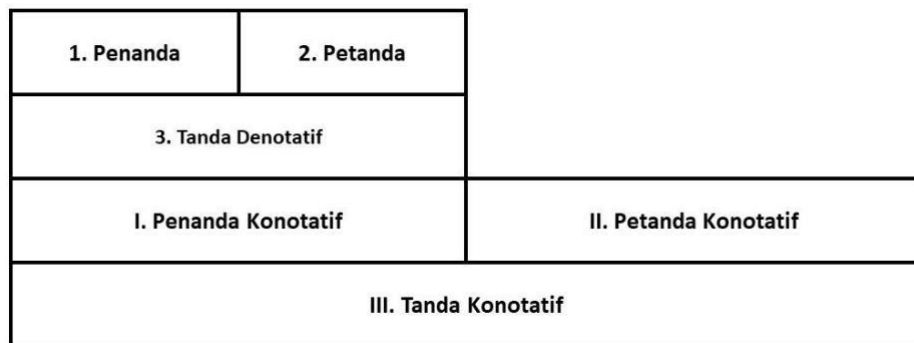 1. Penanda
2. Petanda
3. Tanda Denotatif
I. Penanda Konotatif
II. Petanda Konotatif
III. Tanda Konotatif